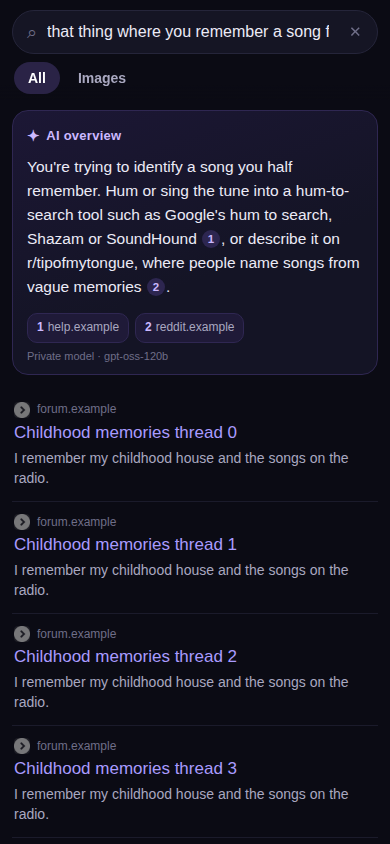 that thing where you remember a song f
All
Images
AI overview
You're trying to identify a song you half
remember. Hum or sing the tune into a hum-to-
search tool such as Google's hum to search,
Shazam or SoundHound 1, or describe it on
r/tipofmytongue, where people name songs from
vague memories 2.
1 help.example
2 reddit.example
Private model · gpt-oss-120b
forum.example
Childhood memories thread 0
I remember my childhood house and the songs on the
radio.
forum.example
Childhood memories thread 1
I remember my childhood house and the songs on the
radio.
forum.example
Childhood memories thread 2
I remember my childhood house and the songs on the
radio.
forum.example
Childhood memories thread 3
I remember my childhood house and the songs on the
radio.